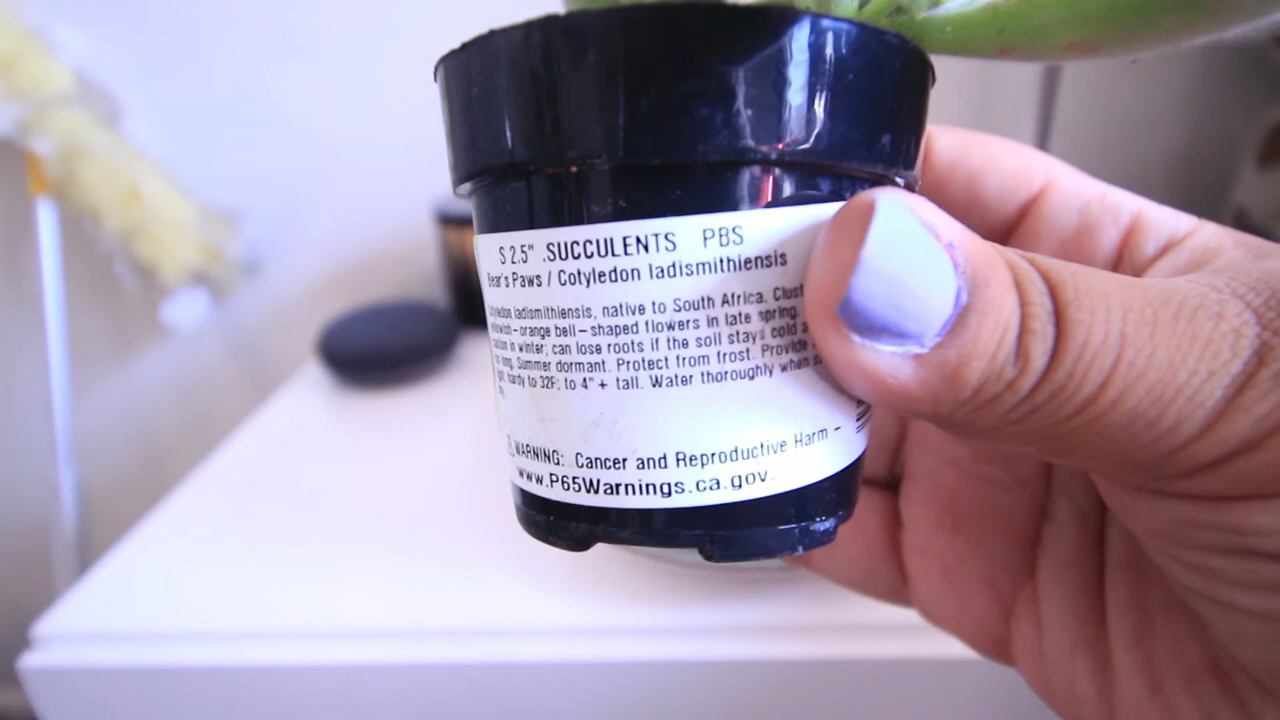 S 2.5" .SUCCULENTS PBS
Bear's Paws / Cotyledon ladismithiensis
ladismithiensis, native to South Africa.
-orange bell-shaped flowers in late spring.
in winter; can lose roots if the soil stays cold
long. Summer dormant. Protect from frost. Provide
hardy to 32F; to 4"+ tall. Water thoroughly when
WARNING: Cancer and Reproductive Harm -
www.P65Warnings.ca.gov.